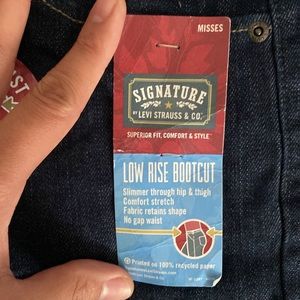 MISSES
SIGNATURE
BY LEVI STRAUSS & CO.
SUPERIOR FIT, COMFORT & STYLE
LOW RISE BOOTCUT
Slimmer through hip & thigh
Comfort stretch
Fabric retains shape
No gap waist
Printed on 100% recycled paper